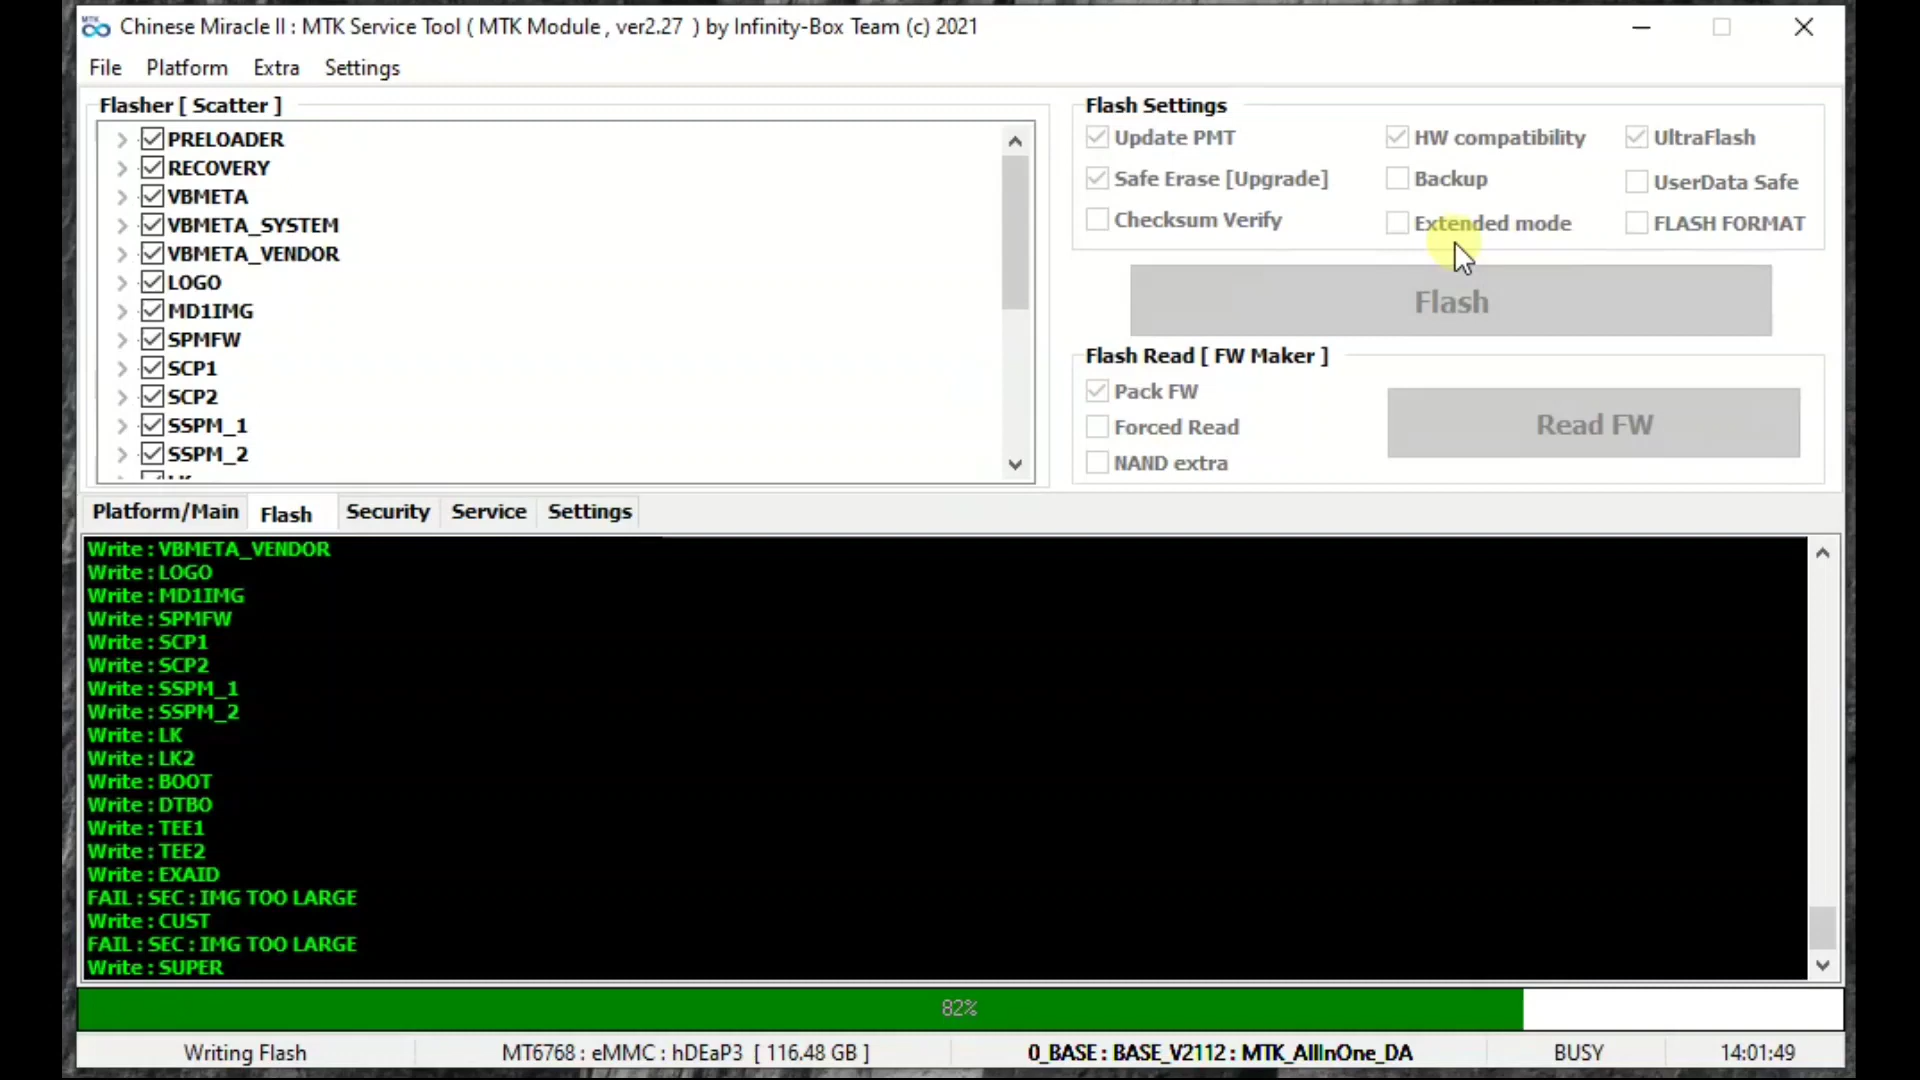 Chinese Miracle II : MTK Service Tool ( MTK Module , ver2.27 ) by Infinity-Box Team (c) 2021
File Platform Extra Settings
Flasher [ Scatter ]
PRELOADER
RECOVERY
VBMETA
VBMETA_SYSTEM
VBMETA_VENDOR
LOGO
MD1IMG
SPMFW
SCP1
SCP2
SSPM_1
SSPM_2
Flash Settings
Update PMT HW compatibility UltraFlash
Safe Erase [Upgrade] Backup UserData Safe
Checksum Verify Extended mode FLASH FORMAT
Flash
Flash Read [ FW Maker ]
Pack FW
Forced Read
NAND extra
Read FW
Platform/Main Flash Security Service Settings
Write : VBMETA_VENDOR
Write : LOGO
Write : MD1IMG
Write : SPMFW
Write : SCP1
Write : SCP2
Write : SSPM_1
Write : SSPM_2
Write : LK
Write : LK2
Write : BOOT
Write : DTBO
Write : TEE1
Write : TEE2
Write : EXAID
FAIL : SEC : IMG TOO LARGE
Write : CUST
FAIL : SEC : IMG TOO LARGE
Write : SUPER
82%
Writing Flash MT6768 : eMMC : hDEaP3 [ 116.48 GB ] 0_BASE : BASE_V2112 : MTK_AllInOne_DA BUSY 14:01:49